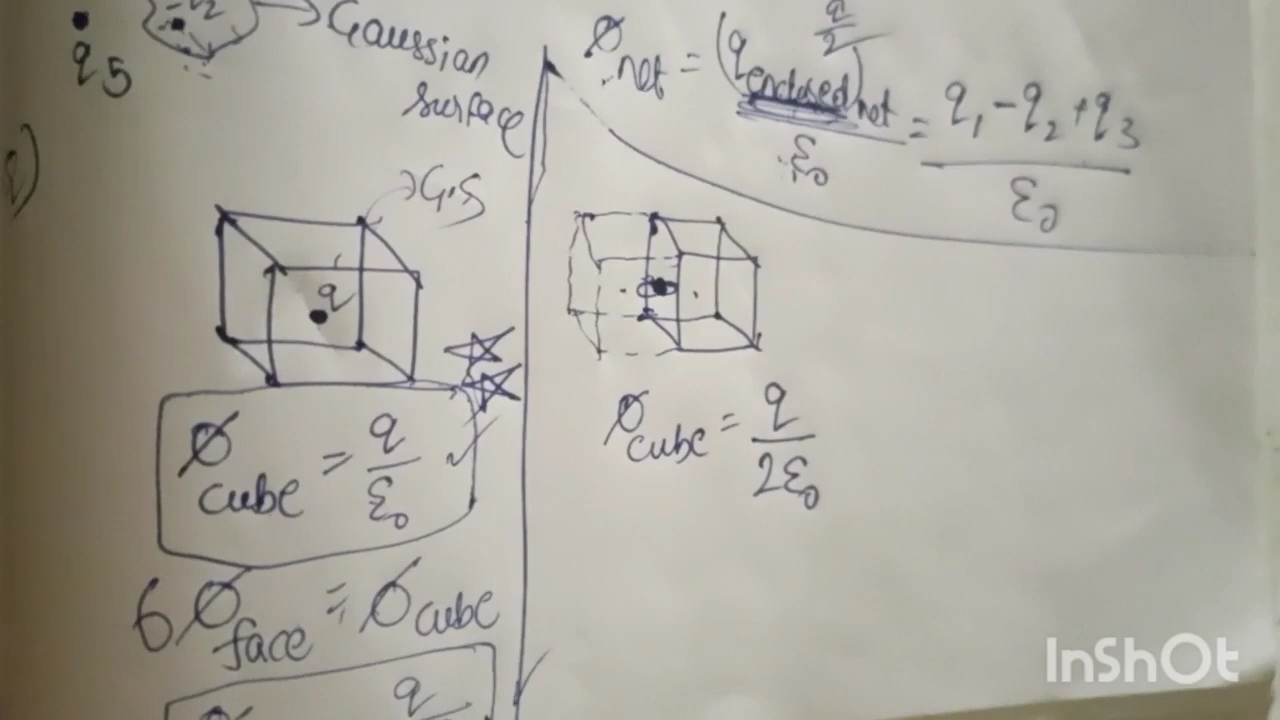 q5
→ Gaussian surface
2)
→ G.S
q
ϕcube = q/ε₀ ✓
6ϕface = ϕcube
q
ϕnet = (qenclosed)net/ε₀ = q₁ - q₂ + q₃/ε₀
ϕcube = q/2ε₀
InShOt